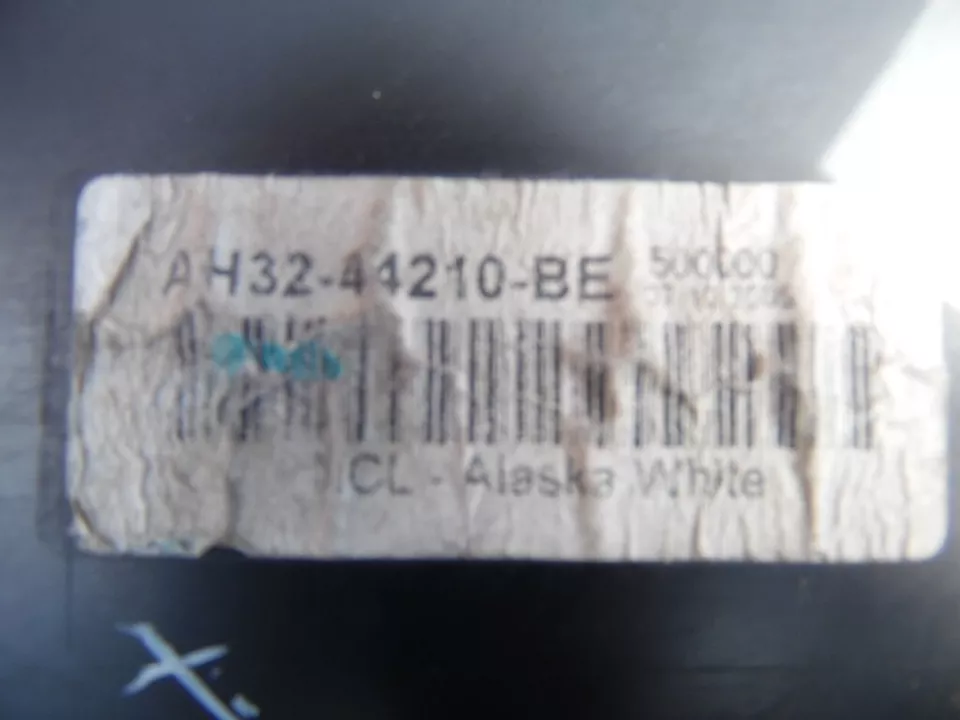 AH32-44210-BE
CL - Alaska White
X